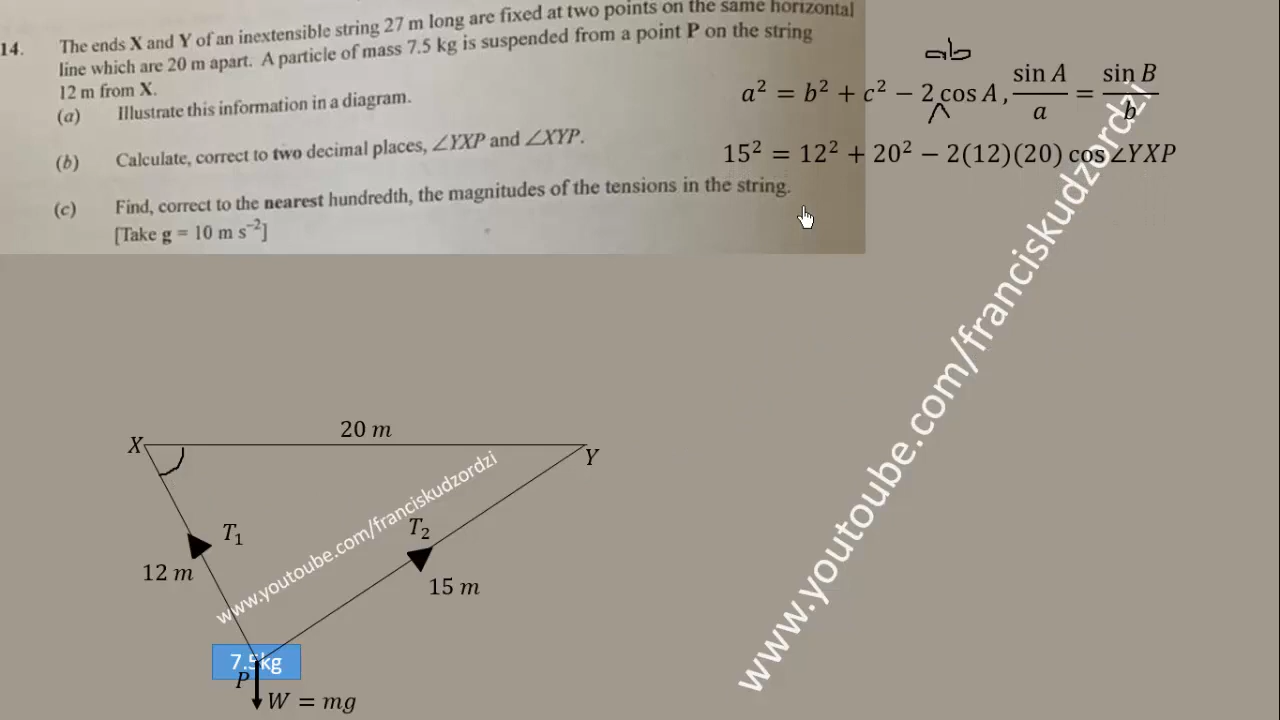 14. The ends X and Y of an inextensible string 27 m long are fixed at two points on the same horizontal
line which are 20 m apart. A particle of mass 7.5 kg is suspended from a point P on the string
12 m from X.
(a) Illustrate this information in a diagram.
(b) Calculate, correct to two decimal places, ∠YXP and ∠XYP.
(c) Find, correct to the nearest hundredth, the magnitudes of the tensions in the string.
[Take g = 10 m s⁻²]
ab
a² = b² + c² − 2 cos A , sin A / a = sin B / b
15² = 12² + 20² − 2(12)(20) cos ∠YXP
www.youtoube.com/franciskudzordzi
20 m
X
Y
T₁
T₂
12 m
15 m
www.youtoube.com/franciskudzordzi
7.5kg
P
W = mg